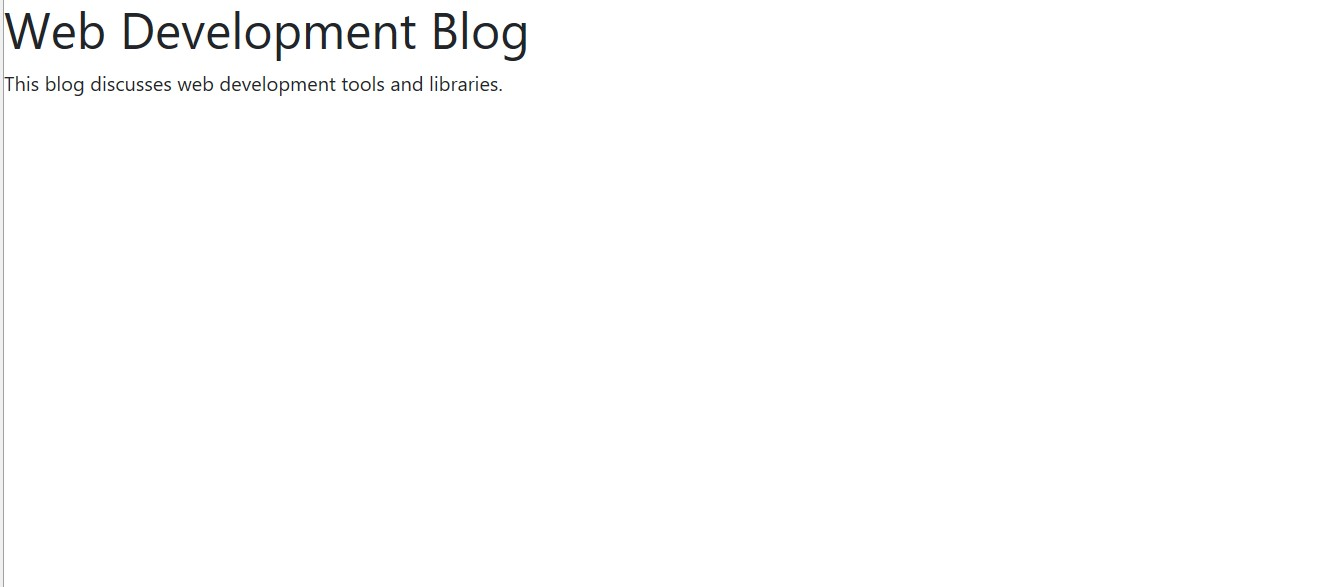 Web Development Blog
This blog discusses web development tools and libraries.